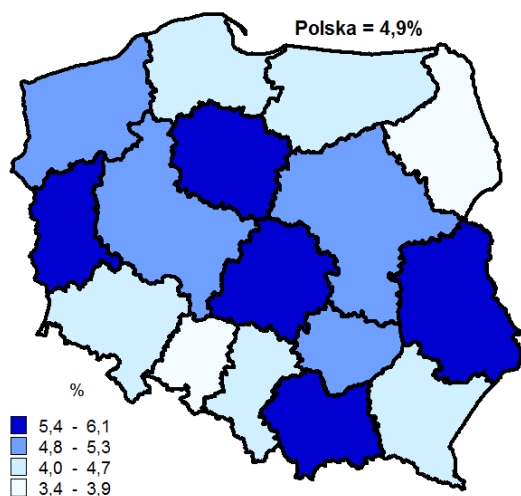 Polska = 4,9%
%
5,4 - 6,1
4,8 - 5,3
4,0 - 4,7
3,4 - 3,9